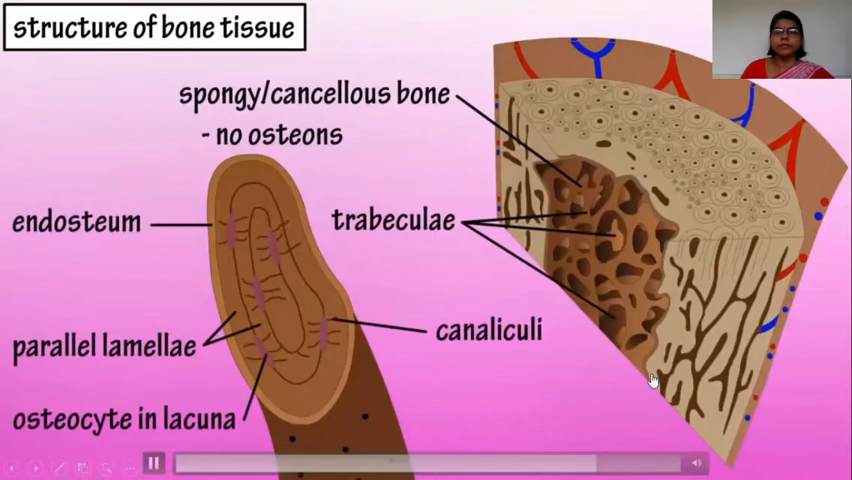 structure of bone tissue
spongy/cancellous bone
- no osteons
endosteum
trabeculae
parallel lamellae
canaliculi
osteocyte in lacuna